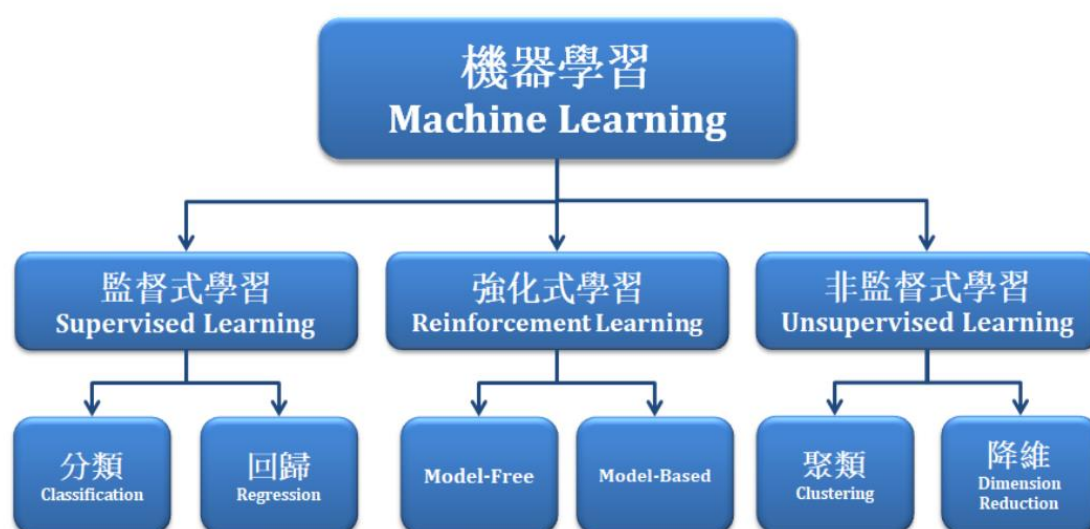 機器學習
Machine Learning
監督式學習
Supervised Learning
強化式學習
Reinforcement Learning
非監督式學習
Unsupervised Learning
分類
Classification
回歸
Regression
Model-Free
Model-Based
聚類
Clustering
降維
Dimension
Reduction